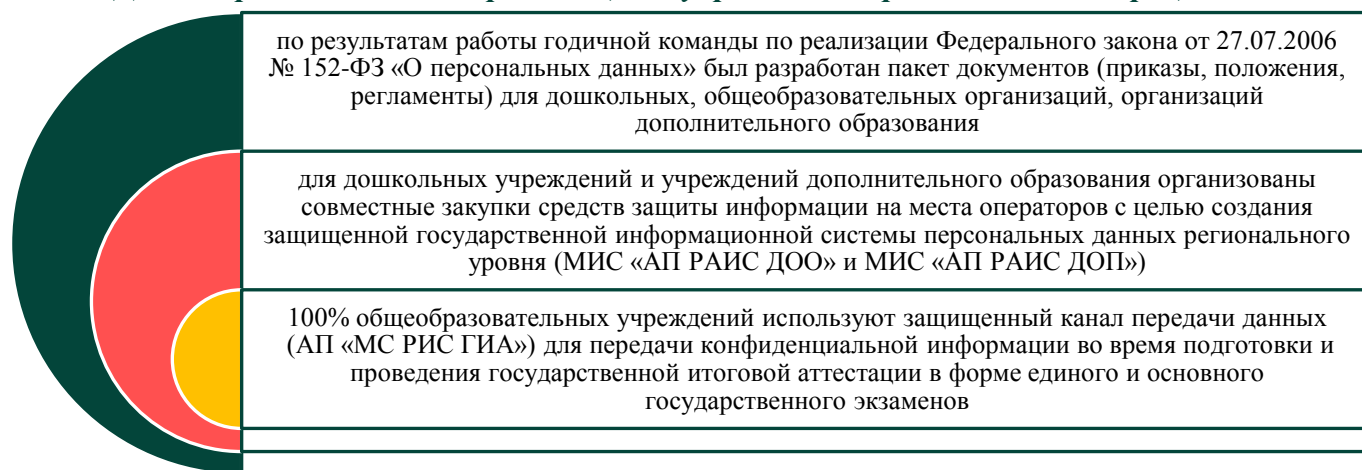 по результатам работы годичной команды по реализации Федерального закона от 27.07.2006
№ 152-ФЗ «О персональных данных» был разработан пакет документов (приказы, положения,
регламенты) для дошкольных, общеобразовательных организаций, организаций
дополнительного образования
для дошкольных учреждений и учреждений дополнительного образования организованы
совместные закупки средств защиты информации на места операторов с целью создания
защищенной государственной информационной системы персональных данных регионального
уровня (МИС «АП РАИС ДОО» и МИС «АП РАИС ДОП»)
100% общеобразовательных учреждений используют защищенный канал передачи данных
(АП «МС РИС ГИА») для передачи конфиденциальной информации во время подготовки и
проведения государственной итоговой аттестации в форме единого и основного
государственного экзаменов